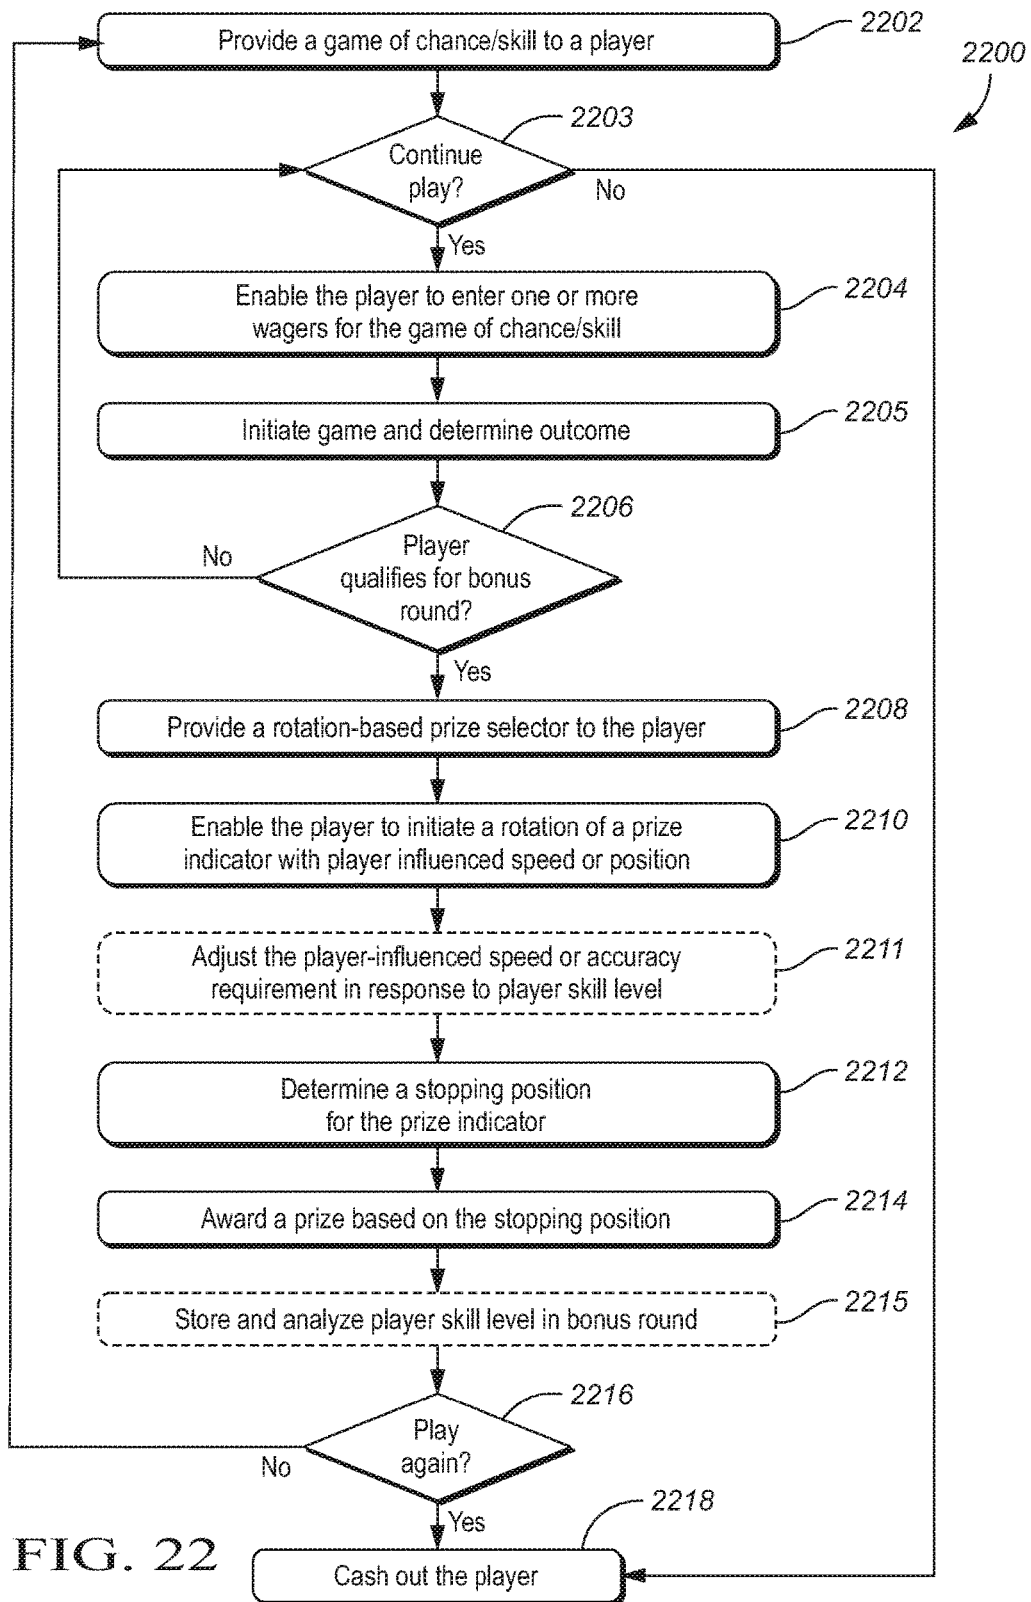 Provide a game of chance/skill to a player
2202
2200
2203
Continue
play?
No
Yes
Enable the player to enter one or more
wagers for the game of chance/skill
2204
Initiate game and determine outcome
2205
2206
Player
qualifies for bonus
round?
No
Yes
Provide a rotation-based prize selector to the player
2208
Enable the player to initiate a rotation of a prize
indicator with player influenced speed or position
2210
Adjust the player-influenced speed or accuracy
requirement in response to player skill level
2211
Determine a stopping position
for the prize indicator
2212
Award a prize based on the stopping position
2214
Store and analyze player skill level in bonus round
2215
2216
Play
again?
No
Yes
2218
Cash out the player
FIG. 22